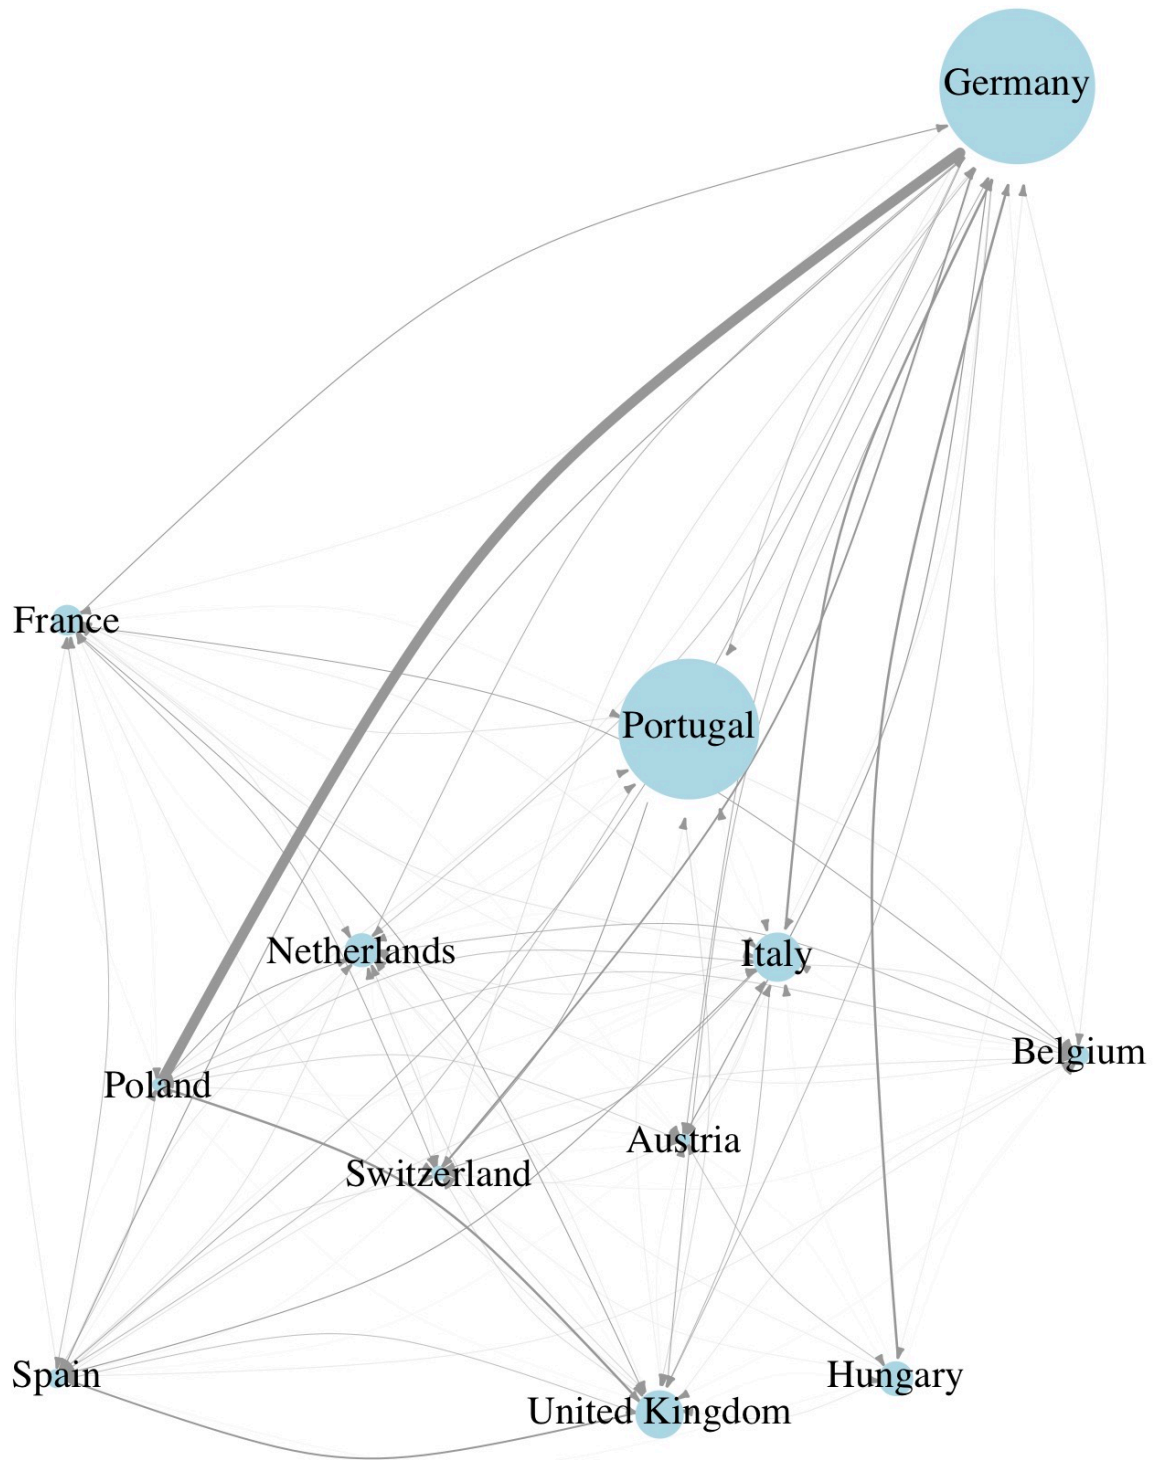 Germany
France
Portugal
Netherlands
Italy
Belgium
Poland
Austria
Switzerland
Spain
Hungary
United Kingdom